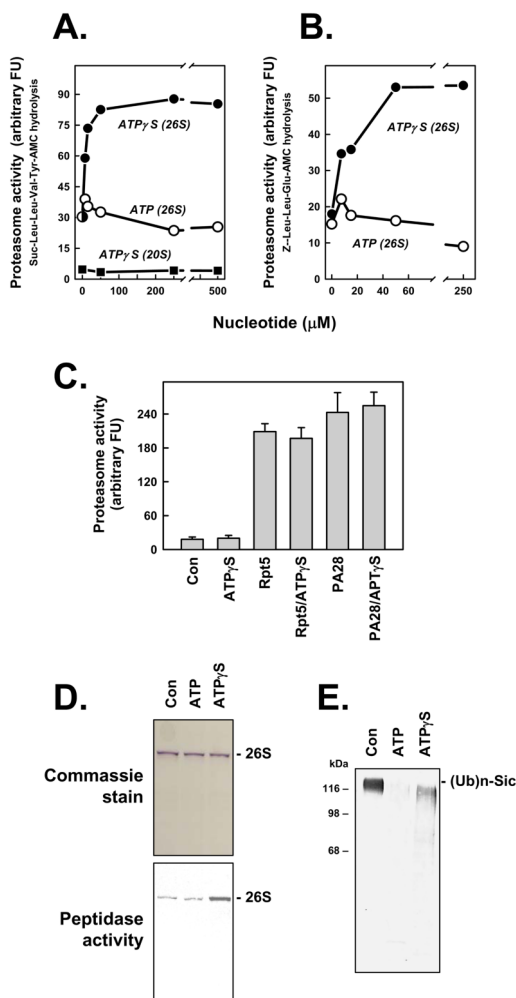 A.
B.
Proteasome activity (arbitrary FU)
Suc-Leu-Leu-Val-Tyr-AMC hydrolysis
90
75
60
45
30
15
0
ATPγ S (26S)
ATP (26S)
ATPγ S (20S)
0
100
200
500
Proteasome activity (arbitrary FU)
Z--Leu-Leu-Glu-AMC hydrolysis
50
40
30
20
10
0
ATPγ S (26S)
ATP (26S)
0
20
40
60
250
Nucleotide (μM)
C.
Proteasome activity
(arbitrary FU)
240
180
120
60
0
Con
ATPγS
Rpt5
Rpt5/ATPγS
PA28
PA28/APTγS
D.
Con
ATP
ATPγS
Commassie
stain
- 26S
Peptidase
activity
- 26S
E.
Con
ATP
ATPγS
kDa
116 –
98 –
68 –
- (Ub)n-Sic